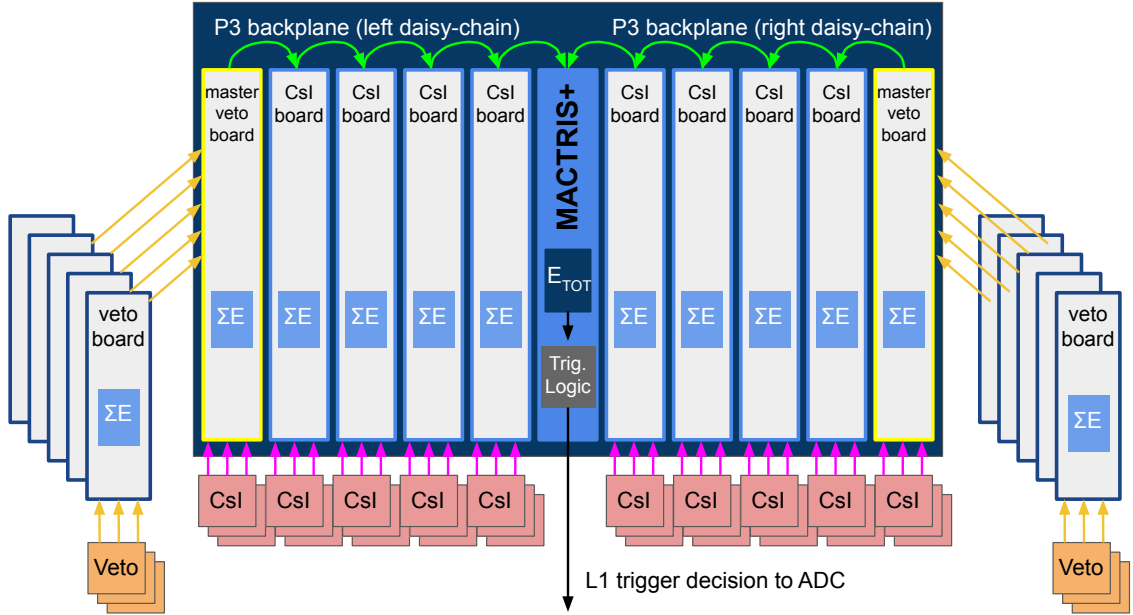 P3 backplane (left daisy-chain)
P3 backplane (right daisy-chain)
master
veto
board
CsI
board
CsI
board
CsI
board
CsI
board
MACTRIS+
CsI
board
CsI
board
CsI
board
CsI
board
master
veto
board
E_TOT
Trig.
Logic
ΣE
ΣE
ΣE
ΣE
ΣE
ΣE
ΣE
ΣE
ΣE
ΣE
veto
board
ΣE
veto
board
ΣE
CsI
CsI
CsI
CsI
CsI
CsI
CsI
CsI
CsI
CsI
Veto
Veto
L1 trigger decision to ADC